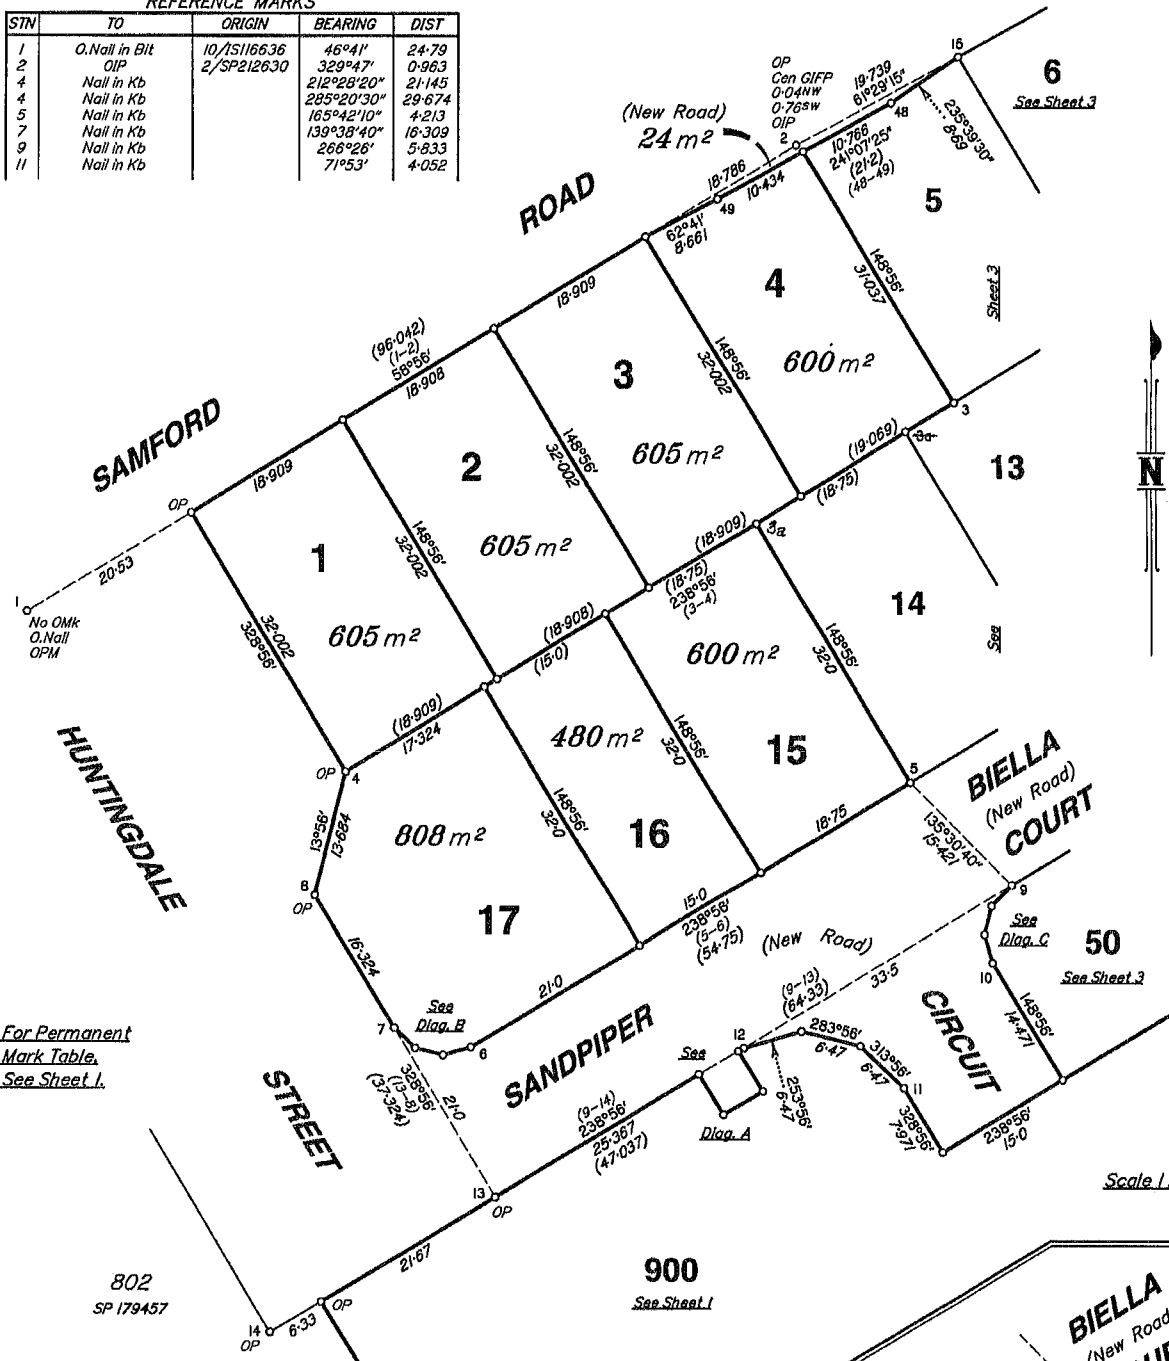 REFERENCE MARKS
STN TO ORIGIN BEARING DIST
1 O.Nail in Bit 10/IS116636 46°41' 24·79
2 OIP 2/SP212630 329°47' 0·963
4 Nail in Kb 212°28'20" 21·145
4 Nail in Kb 285°20'30" 29·674
5 Nail in Kb 165°42'10" 4·213
7 Nail in Kb 139°38'40" 16·309
9 Nail in Kb 266°26' 5·833
11 Nail in Kb 71°53' 4·052
15
6
See Sheet 3
OP
Cen GIFP
0·04NW
0·76SW
OIP
2
19·739
61°29'15"
48
235°39'30"
8·69
(New Road)
24 m²
10·766
241°07'25"
(21·2)
(48-49)
5
Sheet 3
18·786
10·434
49
62°41'
8·661
ROAD
4
600 m²
148°56'
31·037
3
18·909
3
605 m²
148°56'
32·002
(19·069)
3a
(18·75)
13
N
(96·042)
(1-2)
58°56'
18·908
2
605 m²
148°56'
32·002
(18·909)
3a
(18·75)
238°56'
(3-4)
14
See
SAMFORD
18·909
OP
20·53
1
No OMk
O.Nail
OPM
1
605 m²
148°56'
32·002
32·002
328°56'
(18·908)
(15·0)
600 m²
15
148°56'
32·0
5
BIELLA
(New Road)
COURT
135°30'40"
15·421
(18·909)
17·324
OP
4
480 m²
16
148°56'
32·0
18·75
HUNTINGDALE
13°56'
13·684
808 m²
17
148°56'
32·0
8
OP
16·324
15·0
238°56'
(5-6)
(54·75)
(New Road)
9
See
Diag. C
50
See Sheet 3
10
148°56'
14·471
21·0
See
Diag. B
7
6
For Permanent
Mark Table,
See Sheet 1.
(9-13)
(64·33)
33·5
CIRCUIT
SANDPIPER
12
283°56'
6·47
313°56'
6·47
11
328°56'
7·971
253°56'
6·47
238°56'
15·0
See
Diag. A
STREET
328°56'
(13-8)
(37·324)
21·0
(9-14)
238°56'
25·367
(47·037)
13
OP
21·67
Scale 1
802
SP 179457
OP
14
OP
6·33
900
See Sheet 1
BIELLA
(New Road